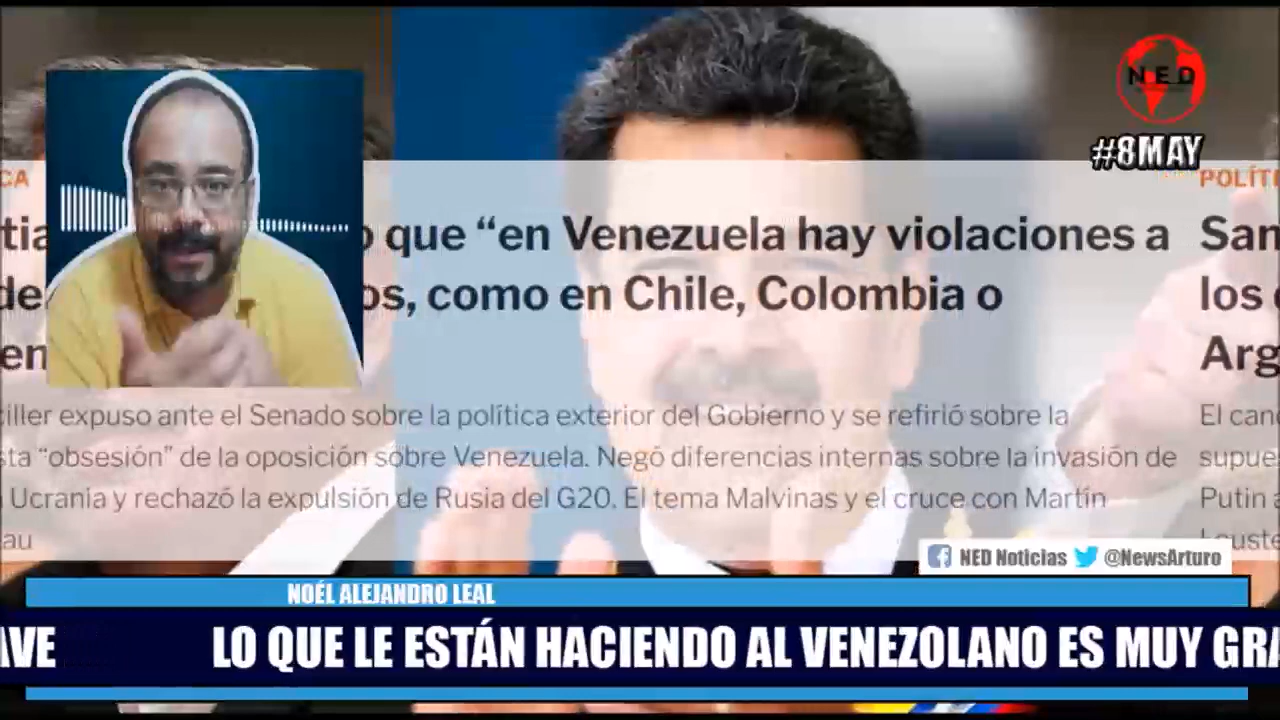 NED
#8MAY
POLÍTI
que “en Venezuela hay violaciones a
os, como en Chile, Colombia o
San
los
Arg
ciller expuso ante el Senado sobre la política exterior del Gobierno y se refirió sobre la
sta “obsesión” de la oposición sobre Venezuela. Negó diferencias internas sobre la invasión de
Ucrania y rechazó la expulsión de Rusia del G20. El tema Malvinas y el cruce con Martín
au
El can
supue
Putin a
Louste
NED Noticias @NewsArturo
NOÉL ALEJANDRO LEAL
AVE LO QUE LE ESTÁN HACIENDO AL VENEZOLANO ES MUY GRA